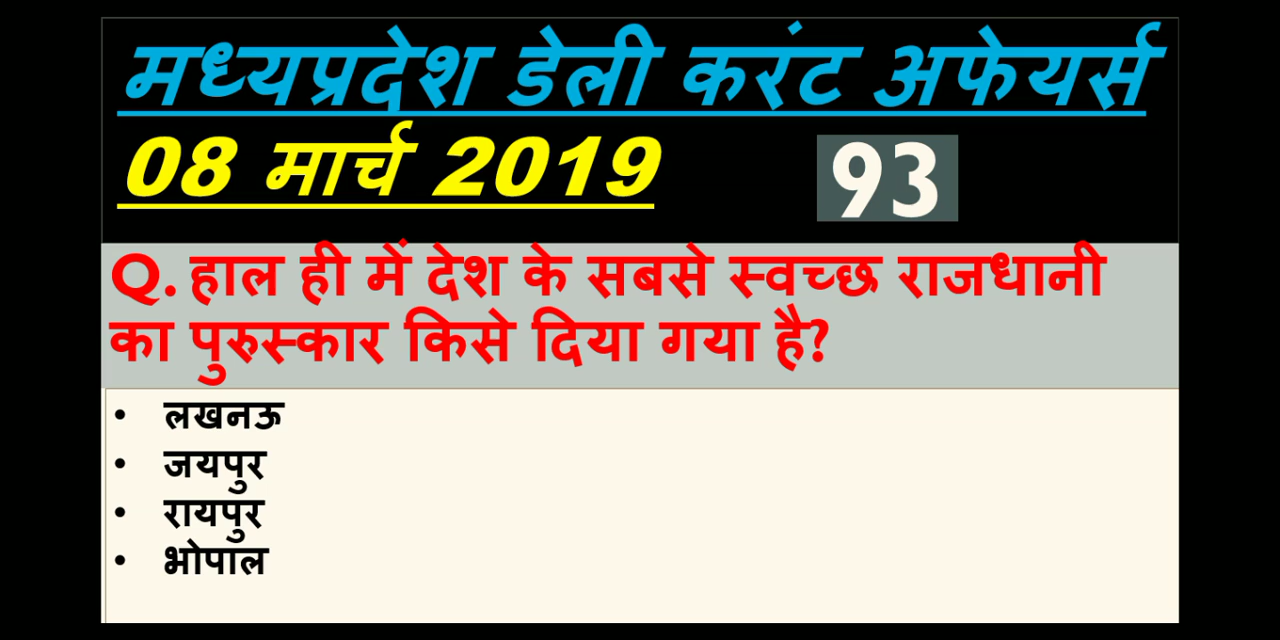 मध्यप्रदेश डेली करंट अफेयर्स
08 मार्च 2019
93
Q. हाल ही में देश के सबसे स्वच्छ राजधानी
का पुरुस्कार किसे दिया गया है?
• लखनऊ
• जयपुर
• रायपुर
• भोपाल